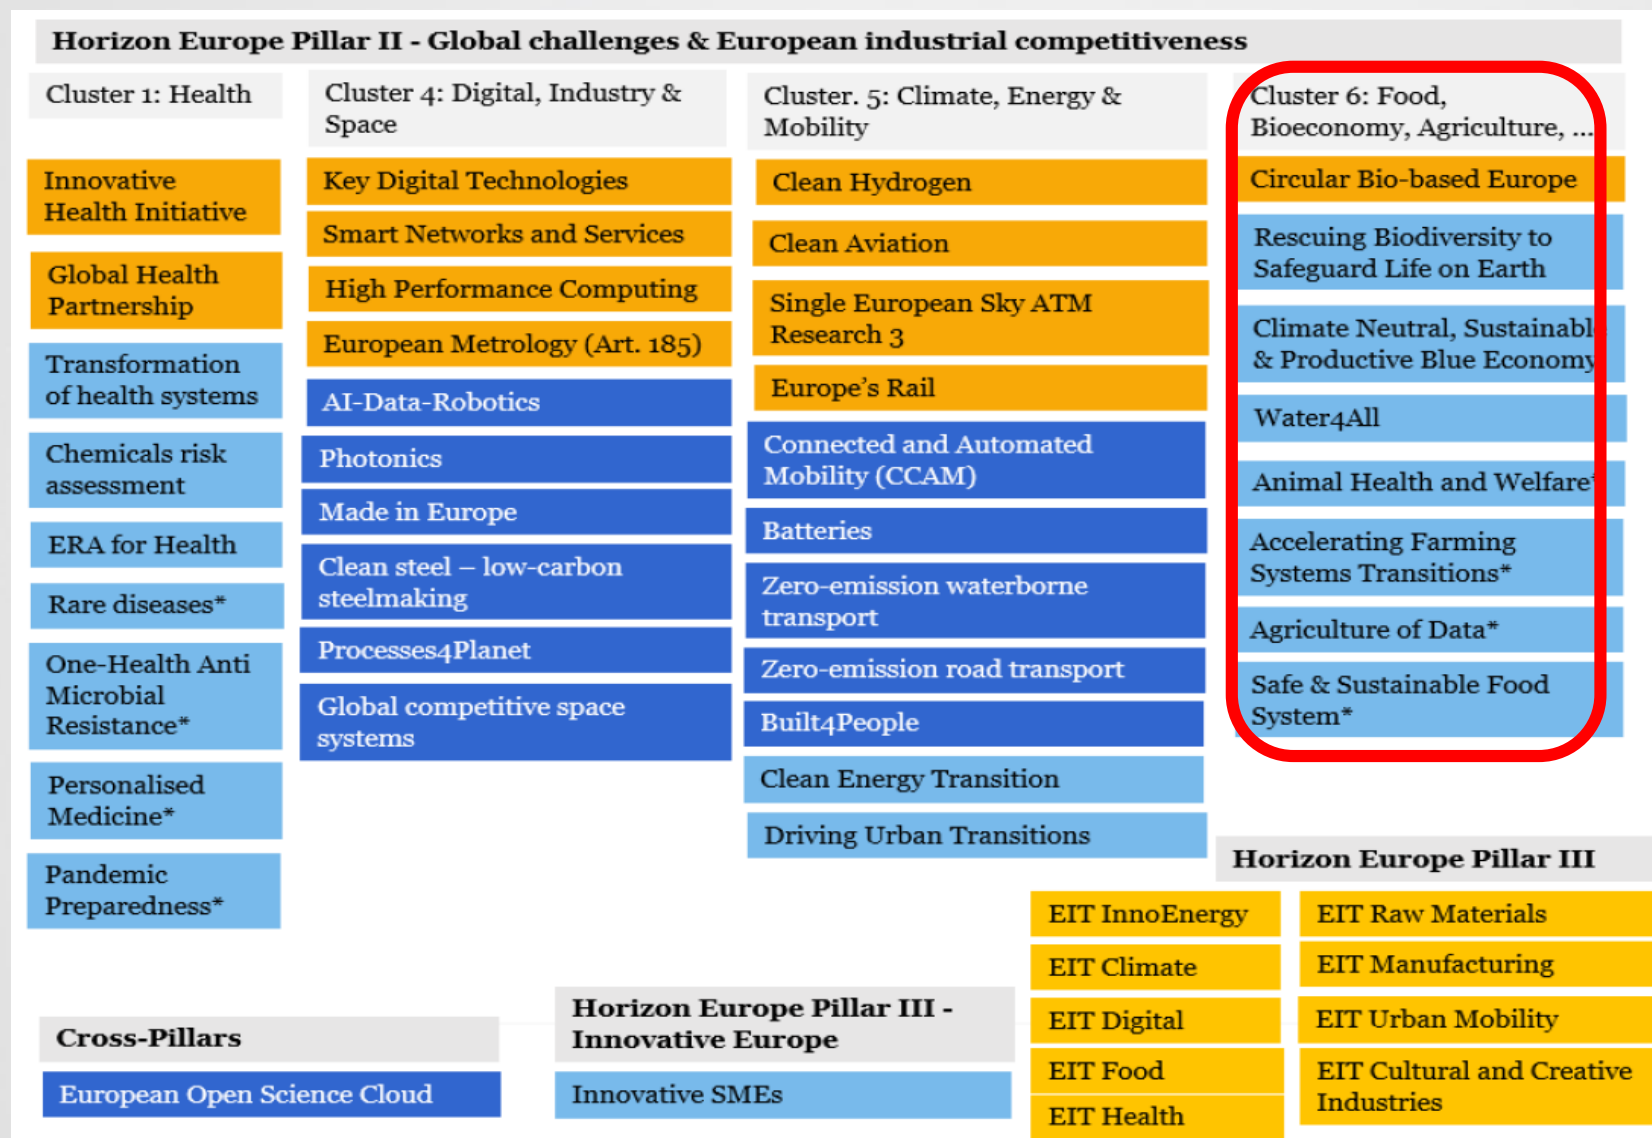 Horizon Europe Pillar II - Global challenges & European industrial competitiveness
Cluster 1: Health
Innovative
Health Initiative
Global Health
Partnership
Transformation
of health systems
Chemicals risk
assessment
ERA for Health
Rare diseases*
One-Health Anti
Microbial
Resistance*
Personalised
Medicine*
Pandemic
Preparedness*
Cluster 4: Digital, Industry &
Space
Key Digital Technologies
Smart Networks and Services
High Performance Computing
European Metrology (Art. 185)
AI-Data-Robotics
Photonics
Made in Europe
Clean steel – low-carbon
steelmaking
Processes4Planet
Global competitive space
systems
Cluster. 5: Climate, Energy &
Mobility
Clean Hydrogen
Clean Aviation
Single European Sky ATM
Research 3
Europe's Rail
Connected and Automated
Mobility (CCAM)
Batteries
Zero-emission waterborne
transport
Zero-emission road transport
Built4People
Clean Energy Transition
Driving Urban Transitions
Cluster 6: Food,
Bioeconomy, Agriculture, ...
Circular Bio-based Europe
Rescuing Biodiversity to
Safeguard Life on Earth
Climate Neutral, Sustainable
& Productive Blue Economy
Water4All
Animal Health and Welfare*
Accelerating Farming
Systems Transitions*
Agriculture of Data*
Safe & Sustainable Food
System*
Cross-Pillars
European Open Science Cloud
Horizon Europe Pillar III -
Innovative Europe
Innovative SMEs
Horizon Europe Pillar III
EIT InnoEnergy
EIT Climate
EIT Digital
EIT Food
EIT Health
EIT Raw Materials
EIT Manufacturing
EIT Urban Mobility
EIT Cultural and Creative
Industries